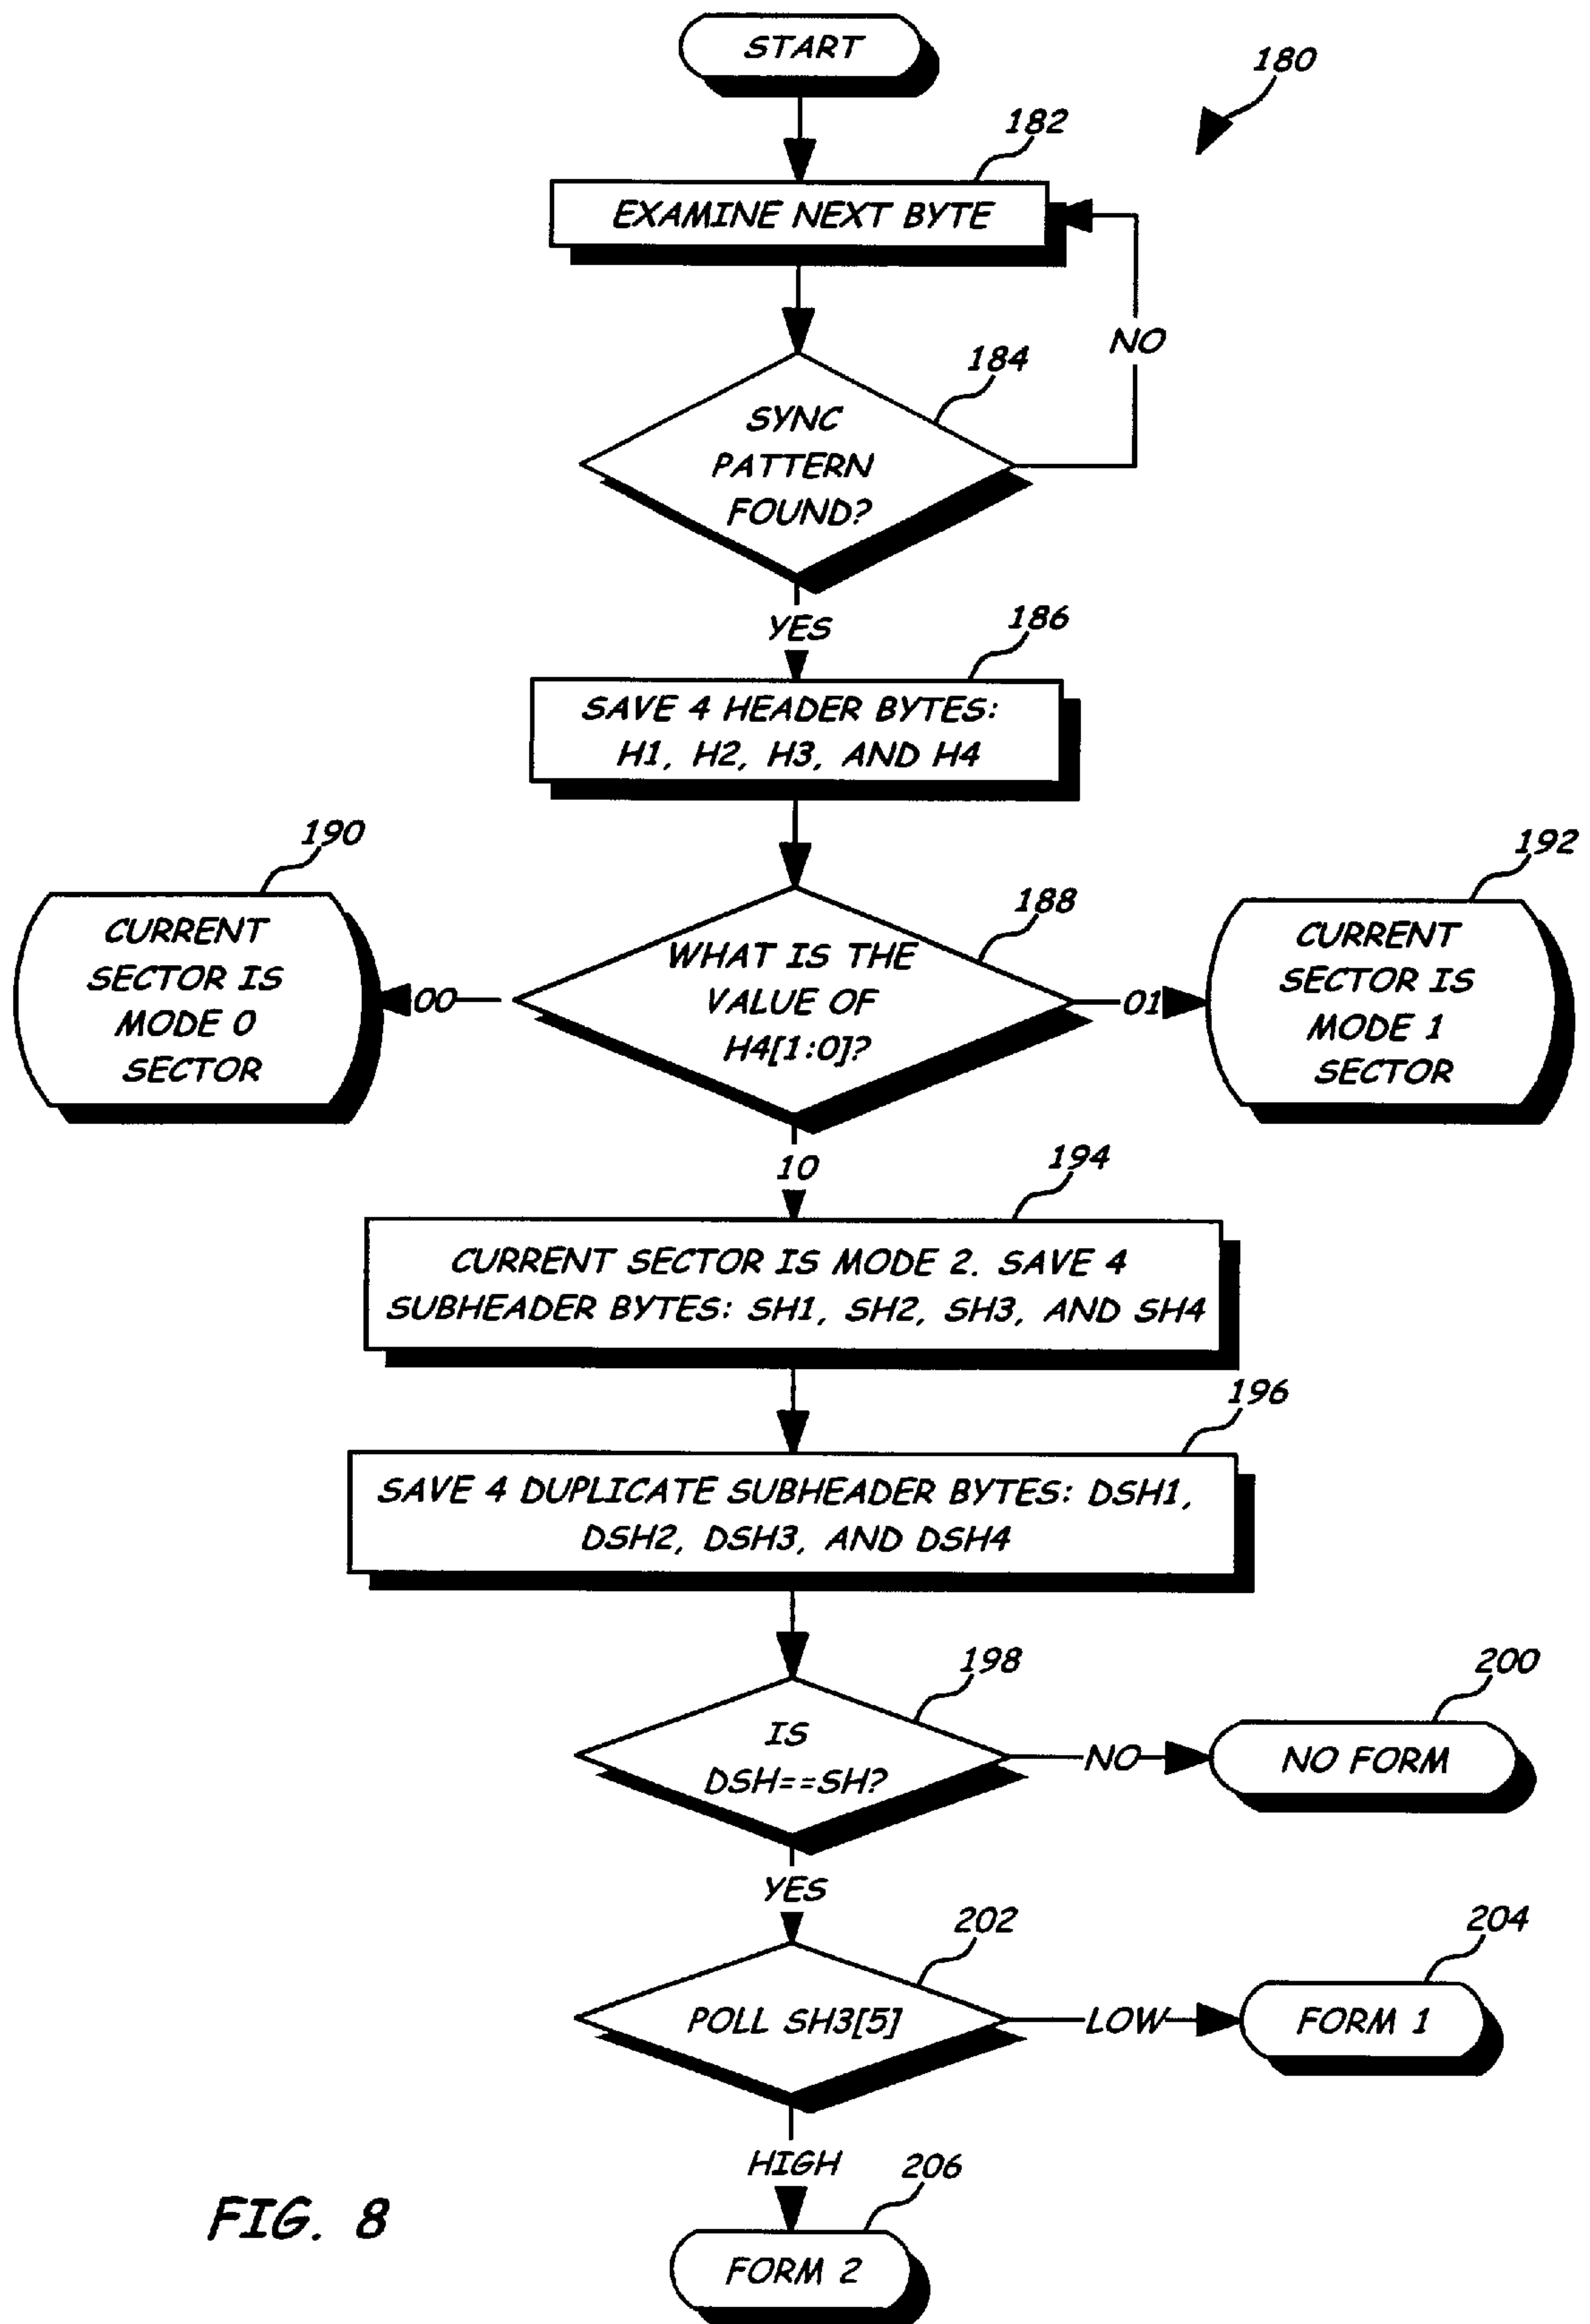 START
180
182
EXAMINE NEXT BYTE
NO
184
SYNC
PATTERN
FOUND?
YES
186
SAVE 4 HEADER BYTES:
H1, H2, H3, AND H4
190
CURRENT
SECTOR IS
MODE 0
SECTOR
00
188
WHAT IS THE
VALUE OF
H4[1:0]?
01
192
CURRENT
SECTOR IS
MODE 1
SECTOR
10
194
CURRENT SECTOR IS MODE 2. SAVE 4
SUBHEADER BYTES: SH1, SH2, SH3, AND SH4
196
SAVE 4 DUPLICATE SUBHEADER BYTES: DSH1,
DSH2, DSH3, AND DSH4
198
IS
DSH==SH?
NO
200
NO FORM
YES
202
POLL SH3[5]
LOW
204
FORM 1
HIGH
206
FORM 2
FIG. 8